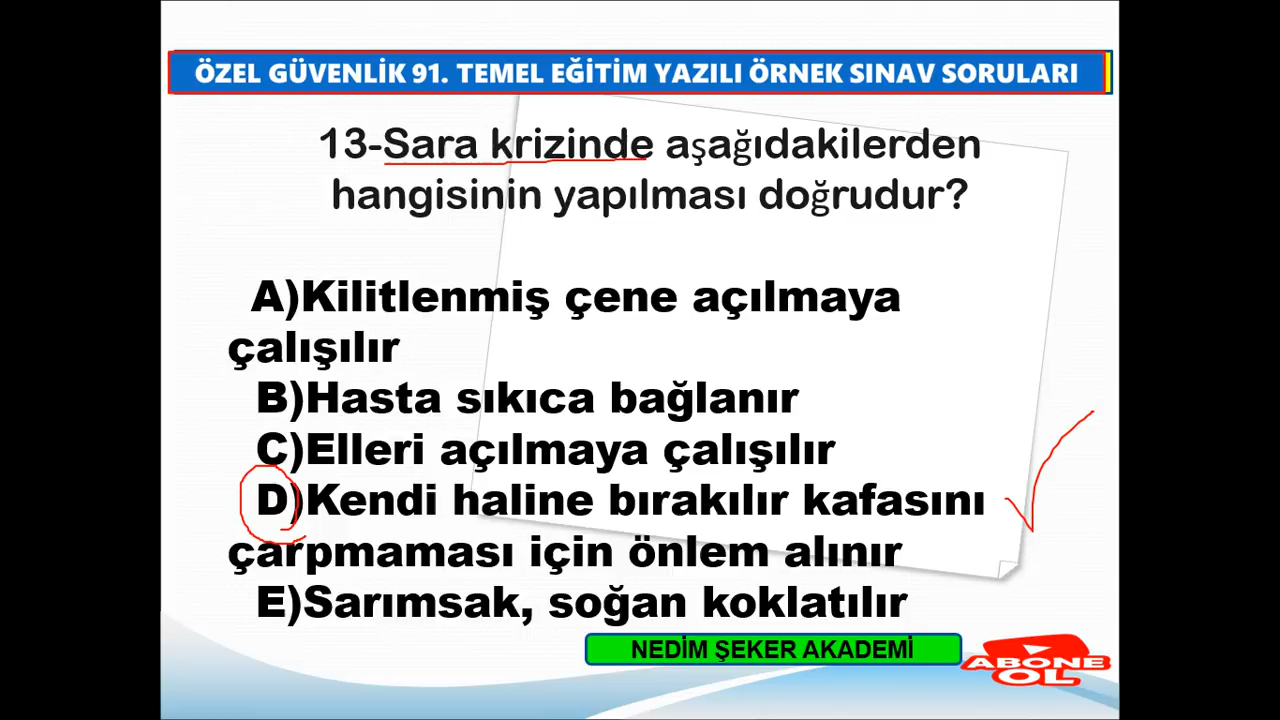 ÖZEL GÜVENLİK 91. TEMEL EĞİTİM YAZILI ÖRNEK SINAV SORULARI
13-Sara krizinde aşağıdakilerden
hangisinin yapılması doğrudur?
A)Kilitlenmiş çene açılmaya
çalışılır
B)Hasta sıkıca bağlanır
C)Elleri açılmaya çalışılır
D)Kendi haline bırakılır kafasını
çarpmaması için önlem alınır
E)Sarımsak, soğan koklatılır
NEDİM ŞEKER AKADEMİ
ABONE
OL